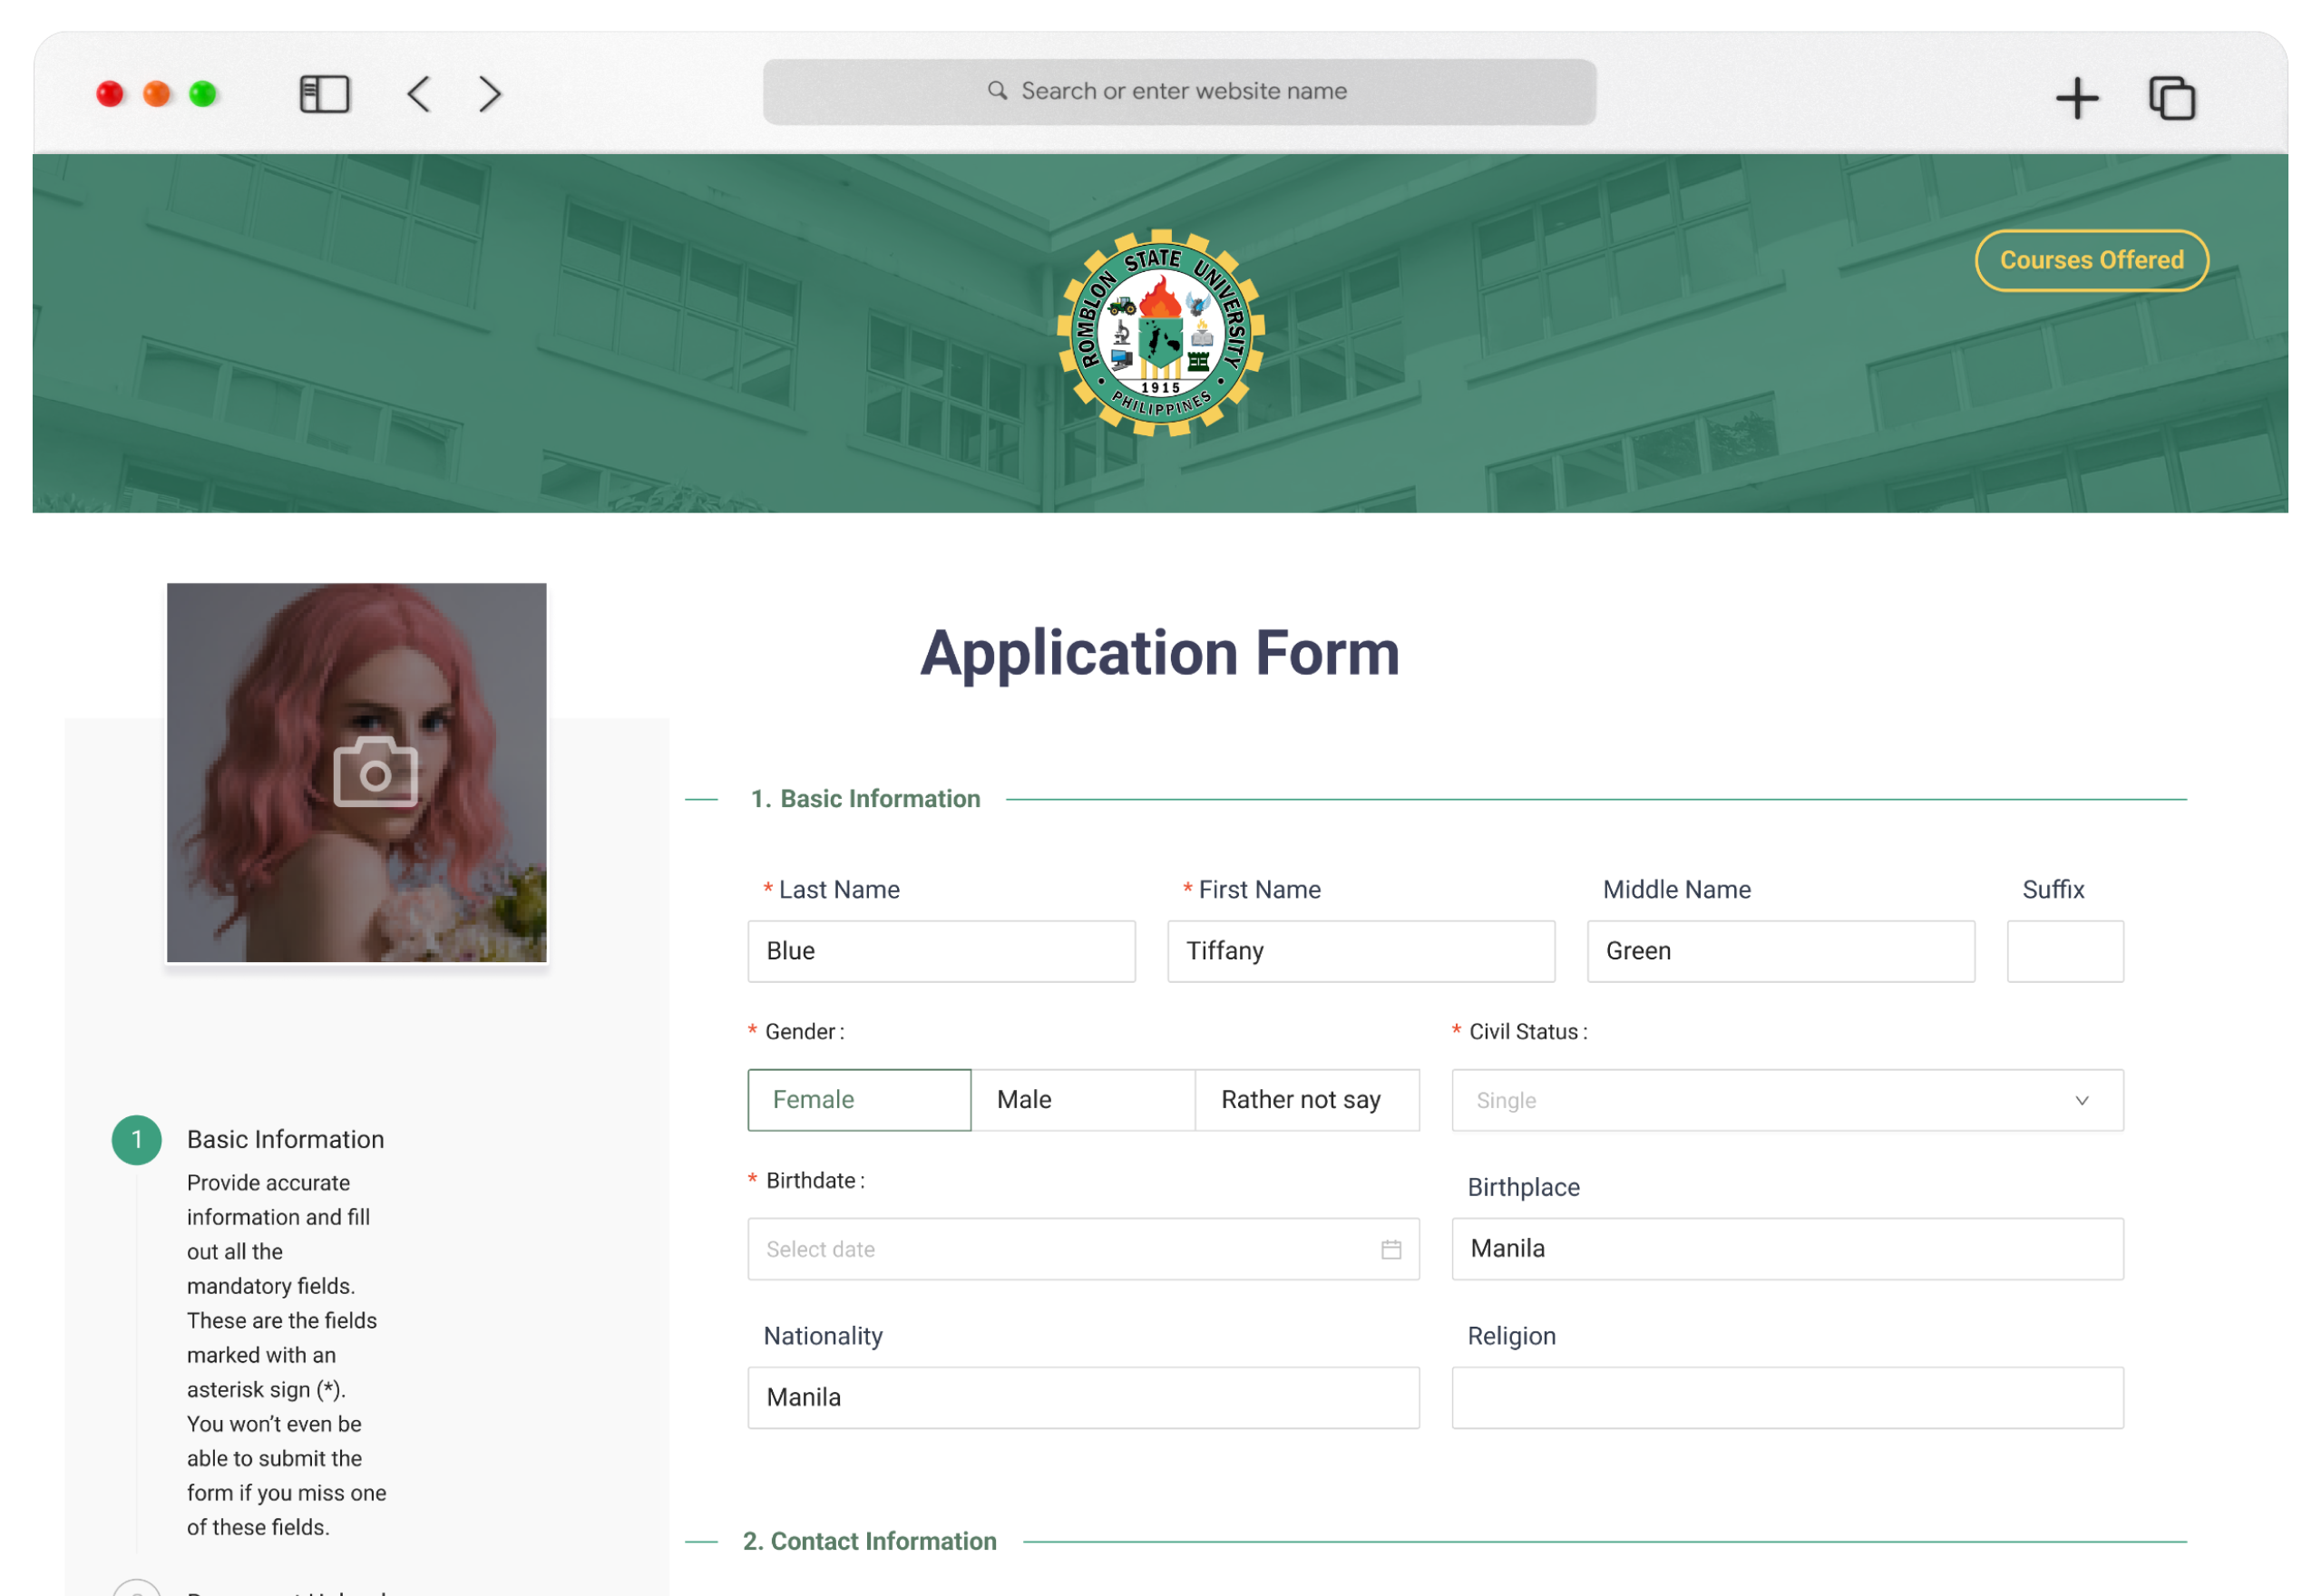 Search or enter website name
Courses Offered
ROMBLON STATE UNIVERSITY
1915
PHILIPPINES
Application Form
1. Basic Information
* Last Name
* First Name
Middle Name
Suffix
Blue
Tiffany
Green
* Gender :
* Civil Status :
Female
Male
Rather not say
Single
* Birthdate :
Birthplace
Select date
Manila
Nationality
Religion
Manila
2. Contact Information
1
Basic Information
Provide accurate
information and fill
out all the
mandatory fields.
These are the fields
marked with an
asterisk sign (*).
You won’t even be
able to submit the
form if you miss one
of these fields.